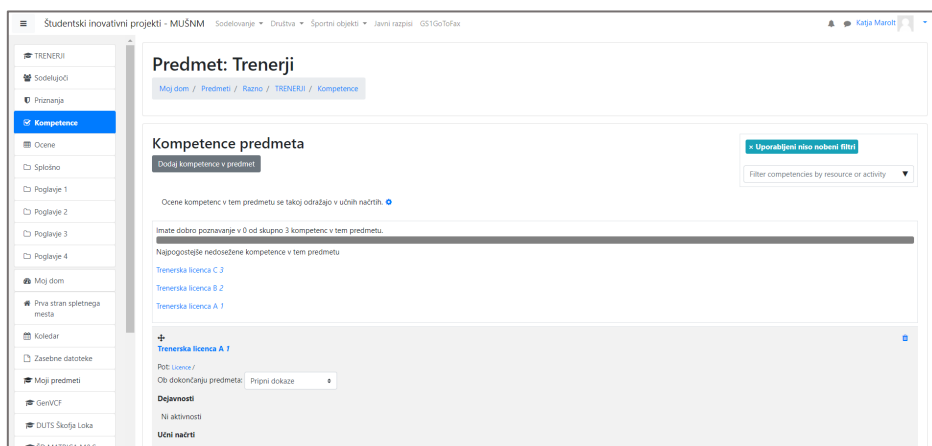 Študentski inovativni projekti - MUŠNM Sodelovanje Društva Športni objekti Javni razpisi GS1GoToFax Katja Marolt
TRENERJI
Sodelujoči
Priznanja
Kompetence
Ocene
Splošno
Poglavje 1
Poglavje 2
Poglavje 3
Poglavje 4
Moj dom
Prva stran spletnega
mesta
Koledar
Zasebne datoteke
Moji predmeti
GenVCF
DUTS Škofja Loka
Predmet: Trenerji
Moj dom / Predmeti / Razno / TRENERJI / Kompetence
Kompetence predmeta
Dodaj kompetence v predmet
× Uporabljeni niso nobeni filtri
Filter competencies by resource or activity
Ocene kompetenc v tem predmetu se takoj odražajo v učnih načrtih.
Imate dobro poznavanje v 0 od skupno 3 kompetenc v tem predmetu.
Najpogostejše nedosežene kompetence v tem predmetu
Trenerska licenca C 3
Trenerska licenca B 2
Trenerska licenca A 1
Trenerska licenca A 1
Pot: Licence /
Ob dokončanju predmeta: Pripni dokaze
Dejavnosti
Ni aktivnosti
Učni načrti